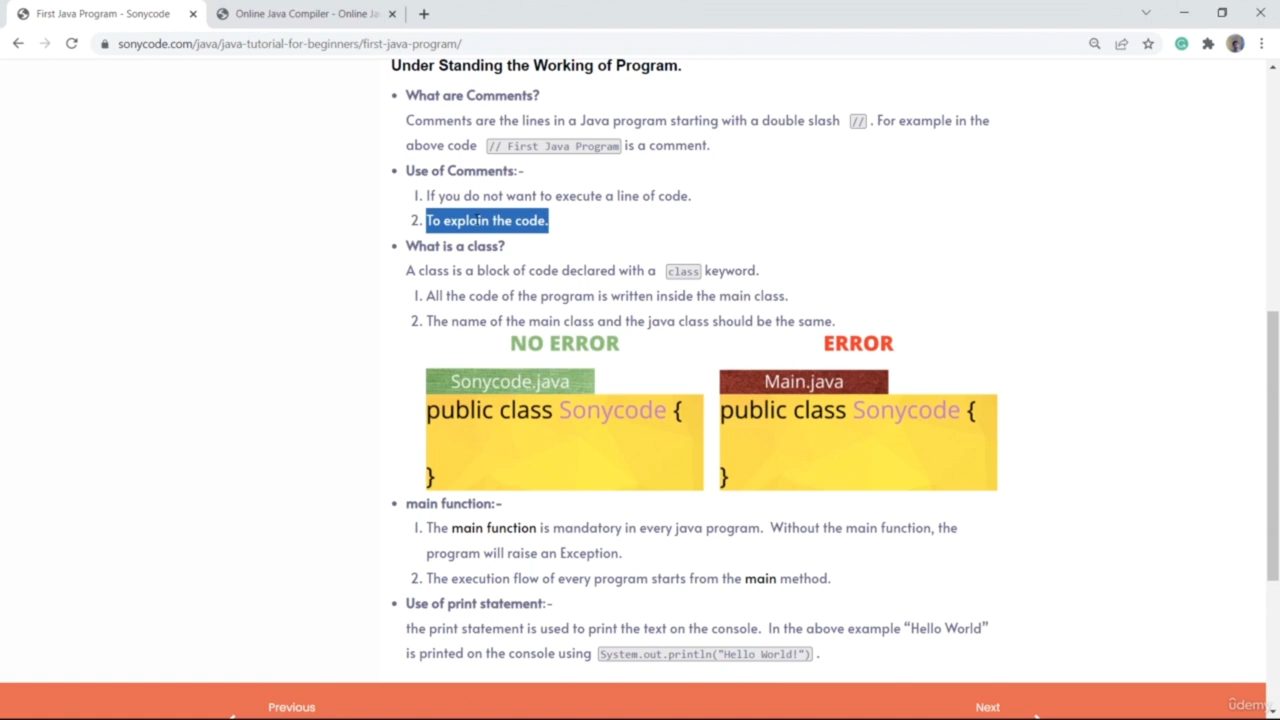 First Java Program - Sonycode
Online Java Compiler - Online Ja
sonycode.com/java/java-tutorial-for-beginners/first-java-program/
Under Standing the Working of Program.
• What are Comments?
Comments are the lines in a Java program starting with a double slash // . For example in the
above code // First Java Program is a comment.
• Use of Comments:-
1. If you do not want to execute a line of code.
2. To explain the code.
• What is a class?
A class is a block of code declared with a class keyword.
1. All the code of the program is written inside the main class.
2. The name of the main class and the java class should be the same.
NO ERROR ERROR
Sonycode.java Main.java
public class Sonycode { public class Sonycode {
} }
• main function:-
1. The main function is mandatory in every java program. Without the main function, the
program will raise an Exception.
2. The execution flow of every program starts from the main method.
• Use of print statement:-
the print statement is used to print the text on the console. In the above example “Hello World”
is printed on the console using System.out.println("Hello World!") .
Previous Next
ûdemy